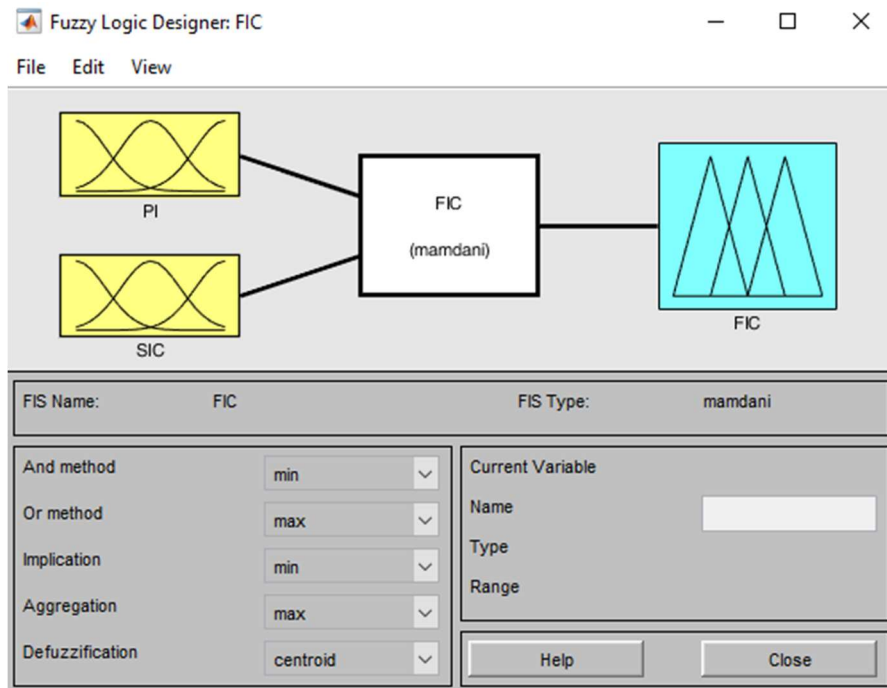 Fuzzy Logic Designer: FIC
File Edit View
PI
SIC
FIC
(mamdani)
FIC
FIS Name: FIC FIS Type: mamdani
And method min
Or method max
Implication min
Aggregation max
Defuzzification centroid
Current Variable
Name
Type
Range
Help Close